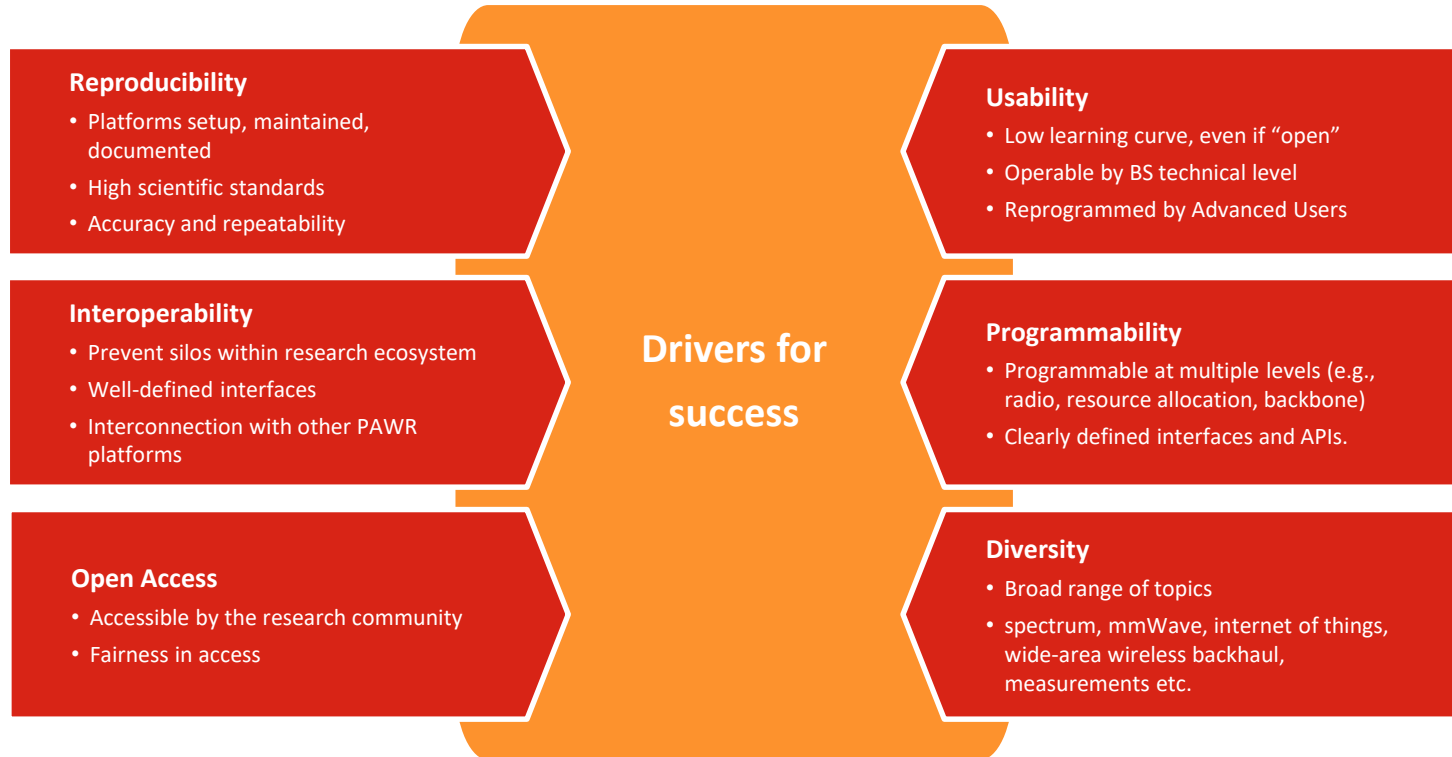 Reproducibility
• Platforms setup, maintained,
documented
• High scientific standards
• Accuracy and repeatability
Interoperability
• Prevent silos within research ecosystem
• Well-defined interfaces
• Interconnection with other PAWR
platforms
Open Access
• Accessible by the research community
• Fairness in access
Drivers for
success
Usability
• Low learning curve, even if “open”
• Operable by BS technical level
• Reprogrammed by Advanced Users
Programmability
• Programmable at multiple levels (e.g.,
radio, resource allocation, backbone)
• Clearly defined interfaces and APIs.
Diversity
• Broad range of topics
• spectrum, mmWave, internet of things,
wide-area wireless backhaul,
measurements etc.